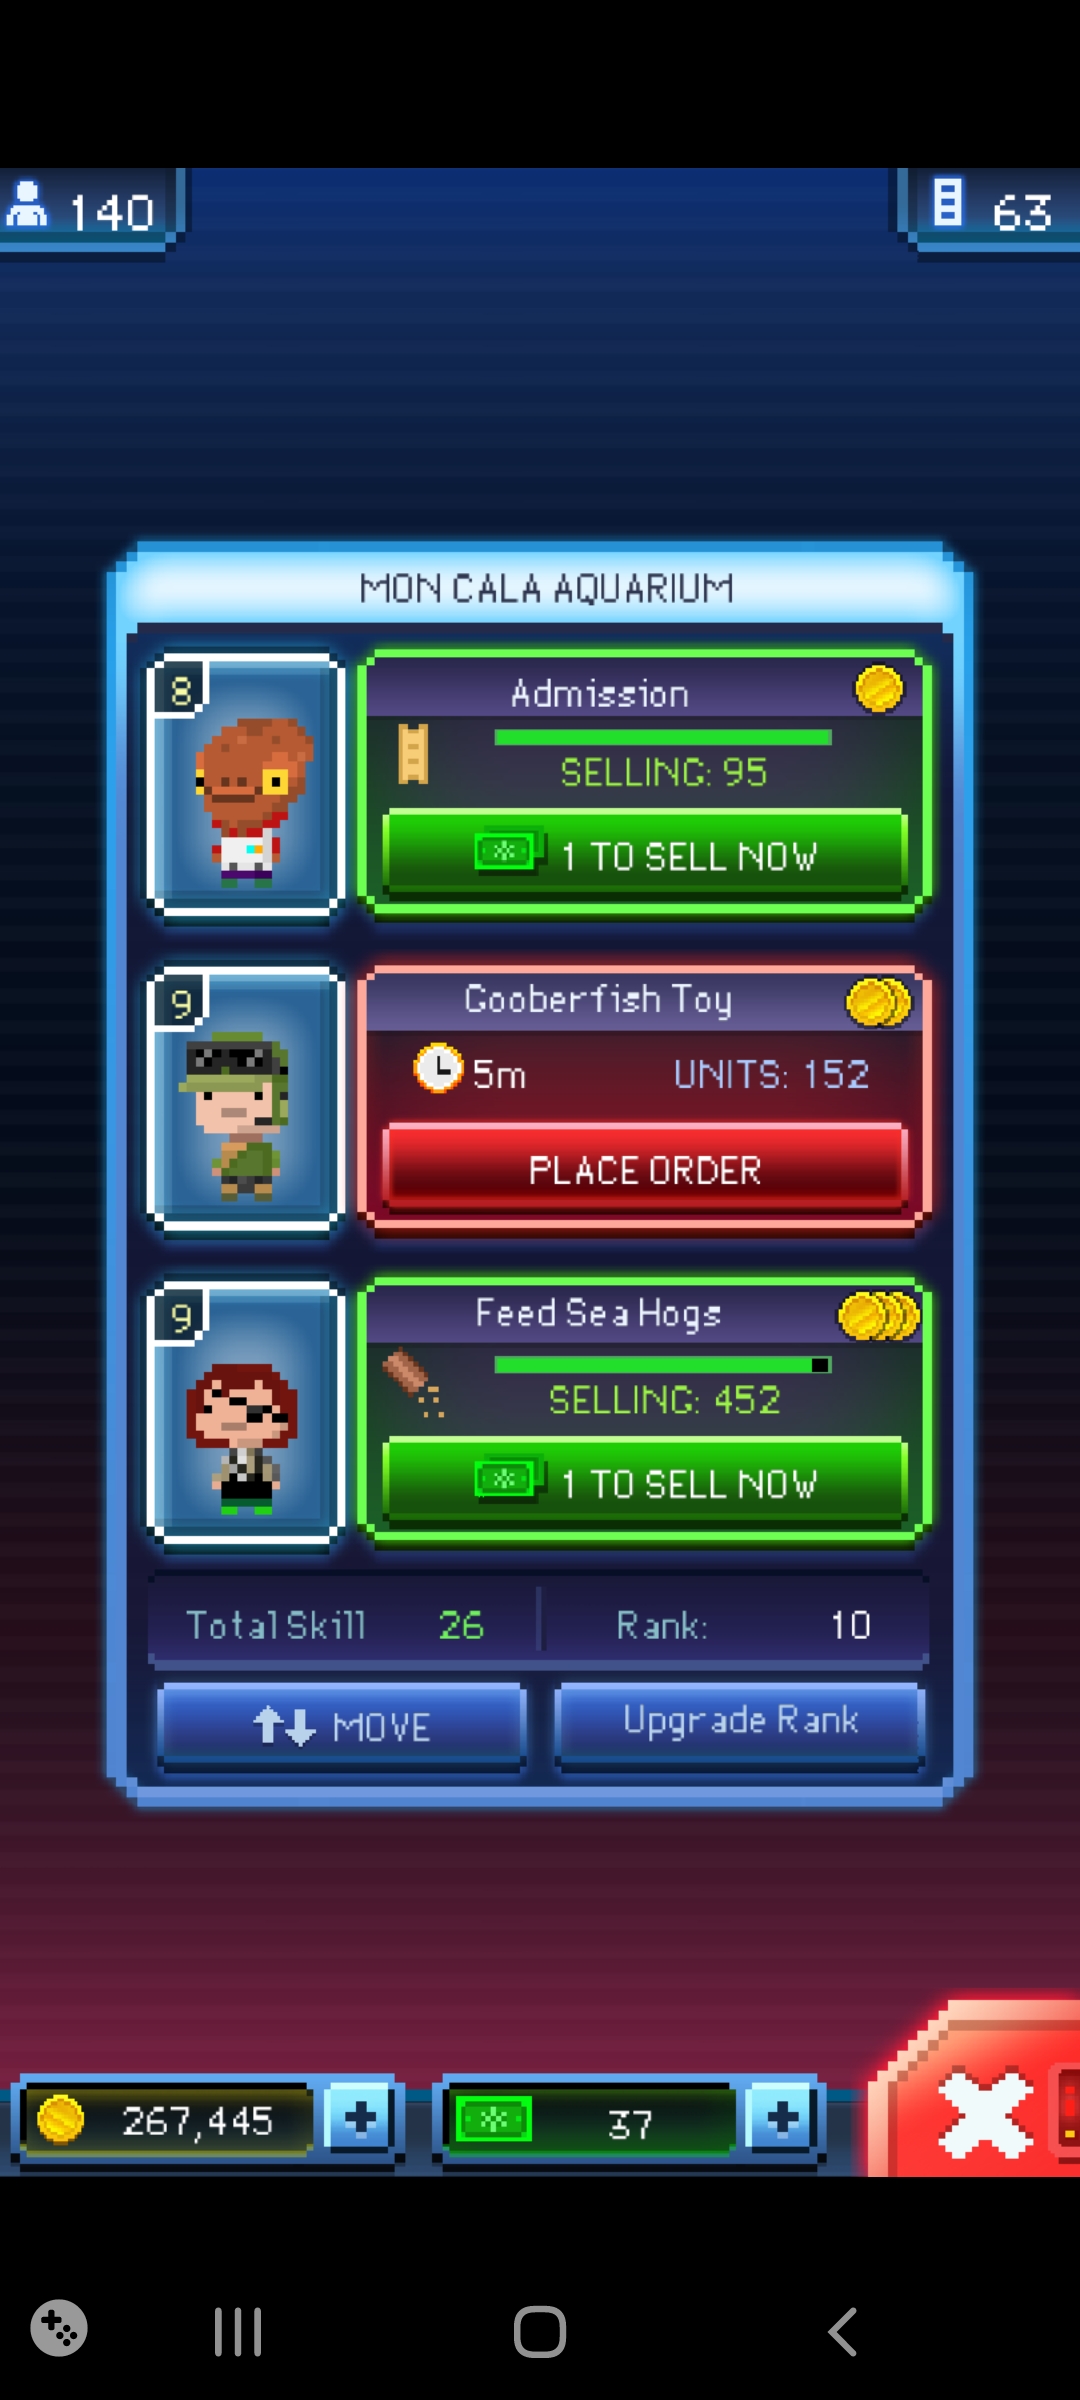 140
63
MON CALA AQUARIUM
8
Admission
SELLING: 95
1 TO SELL NOW
9
Gooberfish Toy
5m UNITS: 152
PLACE ORDER
9
Feed Sea Hogs
SELLING: 452
1 TO SELL NOW
Total Skill 26 Rank: 10
MOVE Upgrade Rank
267,445 + 37 +